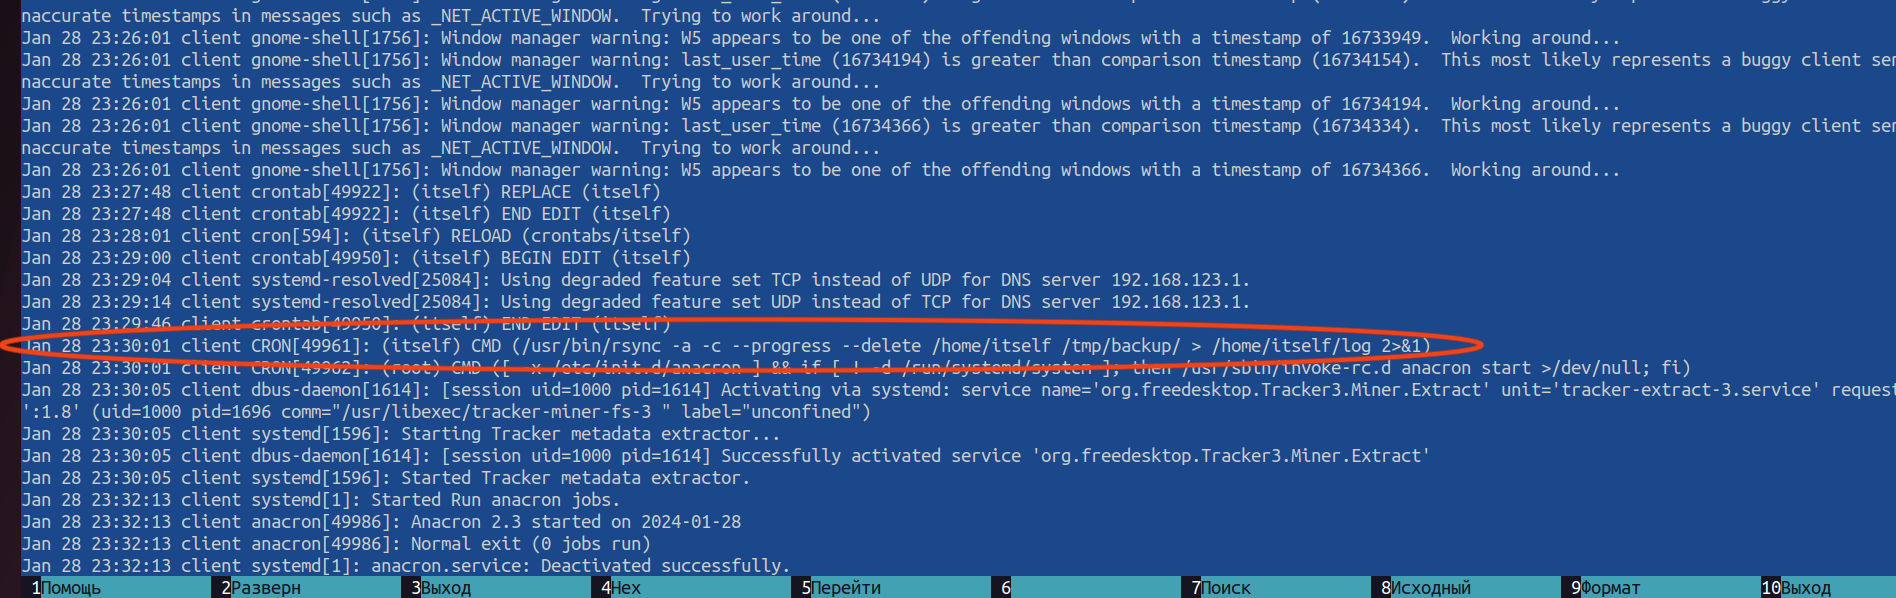 naccurate timestamps in messages such as _NET_ACTIVE_WINDOW.  Trying to work around...
Jan 28 23:26:01 client gnome-shell[1756]: Window manager warning: W5 appears to be one of the offending windows with a timestamp of 16733949.  Working around...
Jan 28 23:26:01 client gnome-shell[1756]: Window manager warning: last_user_time (16734194) is greater than comparison timestamp (16734154).  This most likely represents a buggy client sen
naccurate timestamps in messages such as _NET_ACTIVE_WINDOW.  Trying to work around...
Jan 28 23:26:01 client gnome-shell[1756]: Window manager warning: W5 appears to be one of the offending windows with a timestamp of 16734194.  Working around...
Jan 28 23:26:01 client gnome-shell[1756]: Window manager warning: last_user_time (16734366) is greater than comparison timestamp (16734334).  This most likely represents a buggy client sen
naccurate timestamps in messages such as _NET_ACTIVE_WINDOW.  Trying to work around...
Jan 28 23:26:01 client gnome-shell[1756]: Window manager warning: W5 appears to be one of the offending windows with a timestamp of 16734366.  Working around...
Jan 28 23:27:48 client crontab[49922]: (itself) REPLACE (itself)
Jan 28 23:27:48 client crontab[49922]: (itself) END EDIT (itself)
Jan 28 23:28:01 client cron[594]: (itself) RELOAD (crontabs/itself)
Jan 28 23:29:00 client crontab[49950]: (itself) BEGIN EDIT (itself)
Jan 28 23:29:04 client systemd-resolved[25084]: Using degraded feature set TCP instead of UDP for DNS server 192.168.123.1.
Jan 28 23:29:14 client systemd-resolved[25084]: Using degraded feature set UDP instead of TCP for DNS server 192.168.123.1.
Jan 28 23:29:46 client crontab[49950]: (itself) END EDIT (itself)
Jan 28 23:30:01 client CRON[49961]: (itself) CMD (/usr/bin/rsync -a -c --progress --delete /home/itself /tmp/backup/ > /home/itself/log 2>&1)
Jan 28 23:30:01 client CRON[49962]: (root) CMD ([ -x /etc/init.d/anacron ] && if [ ! -d /run/systemd/system ]; then /usr/sbin/invoke-rc.d anacron start >/dev/null; fi)
Jan 28 23:30:05 client dbus-daemon[1614]: [session uid=1000 pid=1614] Activating via systemd: service name='org.freedesktop.Tracker3.Miner.Extract' unit='tracker-extract-3.service' request
':1.8' (uid=1000 pid=1696 comm="/usr/libexec/tracker-miner-fs-3 " label="unconfined")
Jan 28 23:30:05 client systemd[1596]: Starting Tracker metadata extractor...
Jan 28 23:30:05 client dbus-daemon[1614]: [session uid=1000 pid=1614] Successfully activated service 'org.freedesktop.Tracker3.Miner.Extract'
Jan 28 23:30:05 client systemd[1596]: Started Tracker metadata extractor.
Jan 28 23:32:13 client systemd[1]: Started Run anacron jobs.
Jan 28 23:32:13 client anacron[49986]: Anacron 2.3 started on 2024-01-28
Jan 28 23:32:13 client anacron[49986]: Normal exit (0 jobs run)
Jan 28 23:32:13 client systemd[1]: anacron.service: Deactivated successfully.
1Помощь 2Разверн 3Выход 4Hex 5Перейти 6 7Поиск 8Исходный 9Формат 10Выход